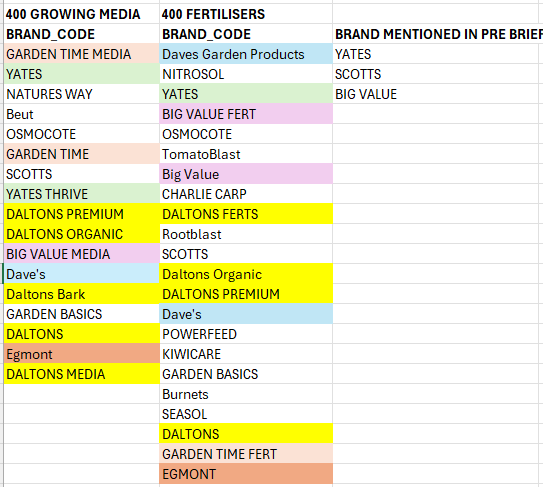 400 GROWING MEDIA 400 FERTILISERS
BRAND_CODE BRAND_CODE BRAND MENTIONED IN PRE BRIEF
GARDEN TIME MEDIA Daves Garden Products YATES
YATES NITROSOL SCOTTS
NATURES WAY YATES BIG VALUE
Beut BIG VALUE FERT
OSMOCOTE OSMOCOTE
GARDEN TIME TomatoBlast
SCOTTS Big Value
YATES THRIVE CHARLIE CARP
DALTONS PREMIUM DALTONS FERTS
DALTONS ORGANIC Rootblast
BIG VALUE MEDIA SCOTTS
Dave's Daltons Organic
Daltons Bark DALTONS PREMIUM
GARDEN BASICS Dave's
DALTONS POWERFEED
Egmont KIWICARE
DALTONS MEDIA GARDEN BASICS
Burnets
SEASOL
DALTONS
GARDEN TIME FERT
EGMONT